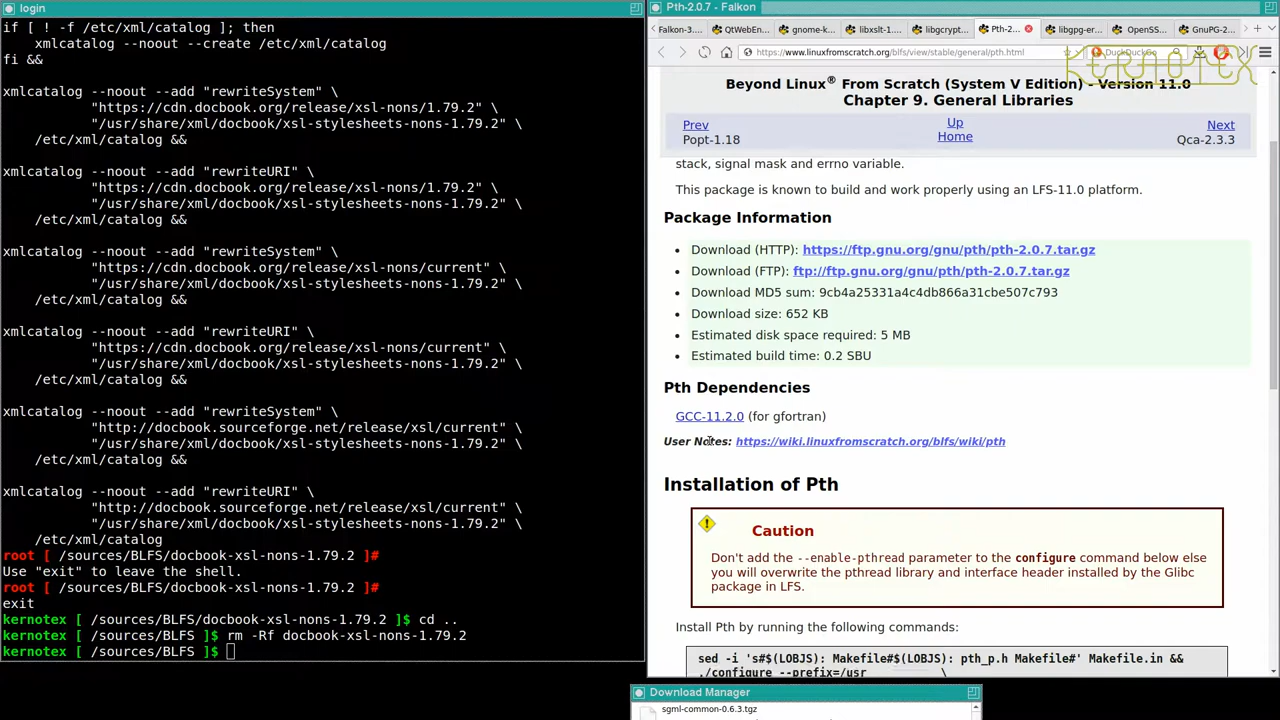 login
if [ ! -f /etc/xml/catalog ]; then
xmlcatalog --noout --create /etc/xml/catalog
fi &&
xmlcatalog --noout --add "rewriteSystem" \
"https://cdn.docbook.org/release/xsl-nons/1.79.2" \
"/usr/share/xml/docbook/xsl-stylesheets-nons-1.79.2" \
/etc/xml/catalog &&
xmlcatalog --noout --add "rewriteURI" \
"https://cdn.docbook.org/release/xsl-nons/1.79.2" \
"/usr/share/xml/docbook/xsl-stylesheets-nons-1.79.2" \
/etc/xml/catalog &&
xmlcatalog --noout --add "rewriteSystem" \
"https://cdn.docbook.org/release/xsl-nons/current" \
"/usr/share/xml/docbook/xsl-stylesheets-nons-1.79.2" \
/etc/xml/catalog &&
xmlcatalog --noout --add "rewriteURI" \
"https://cdn.docbook.org/release/xsl-nons/current" \
"/usr/share/xml/docbook/xsl-stylesheets-nons-1.79.2" \
/etc/xml/catalog &&
xmlcatalog --noout --add "rewriteSystem" \
"http://docbook.sourceforge.net/release/xsl/current" \
"/usr/share/xml/docbook/xsl-stylesheets-nons-1.79.2" \
/etc/xml/catalog &&
xmlcatalog --noout --add "rewriteURI" \
"http://docbook.sourceforge.net/release/xsl/current" \
"/usr/share/xml/docbook/xsl-stylesheets-nons-1.79.2" \
/etc/xml/catalog
root [ /sources/BLFS/docbook-xsl-nons-1.79.2 ]#
Use "exit" to leave the shell.
root [ /sources/BLFS/docbook-xsl-nons-1.79.2 ]#
exit
kernotex [ /sources/BLFS/docbook-xsl-nons-1.79.2 ]$ cd ..
kernotex [ /sources/BLFS ]$ rm -Rf docbook-xsl-nons-1.79.2
kernotex [ /sources/BLFS ]$
Pth-2.0.7 - Falkon
Falkon-3.... QtWebEn... gnome-k... libxslt-1.... libgcrypt... Pth-2.... libgpg-er... OpenSS... GnuPG-2...
https://www.linuxfromscratch.org/blfs/view/stable/general/pth.html DuckDuckGo
KERNOTEX
Beyond Linux® From Scratch (System V Edition) - Version 11.0
Chapter 9. General Libraries
Prev Up Next
Popt-1.18 Home Qca-2.3.3
stack, signal mask and errno variable.
This package is known to build and work properly using an LFS-11.0 platform.
Package Information
• Download (HTTP): https://ftp.gnu.org/gnu/pth/pth-2.0.7.tar.gz
• Download (FTP): ftp://ftp.gnu.org/gnu/pth/pth-2.0.7.tar.gz
• Download MD5 sum: 9cb4a25331a4c4db866a31cbe507c793
• Download size: 652 KB
• Estimated disk space required: 5 MB
• Estimated build time: 0.2 SBU
Pth Dependencies
GCC-11.2.0 (for gfortran)
User Notes: https://wiki.linuxfromscratch.org/blfs/wiki/pth
Installation of Pth
Caution
Don't add the --enable-pthread parameter to the configure command below else
you will overwrite the pthread library and interface header installed by the Glibc
package in LFS.
Install Pth by running the following commands:
sed -i 's#$(LOBJS): Makefile#$(LOBJS): pth_p.h Makefile#' Makefile.in &&
./configure --prefix=/usr \
Download Manager
sgml-common-0.6.3.tgz